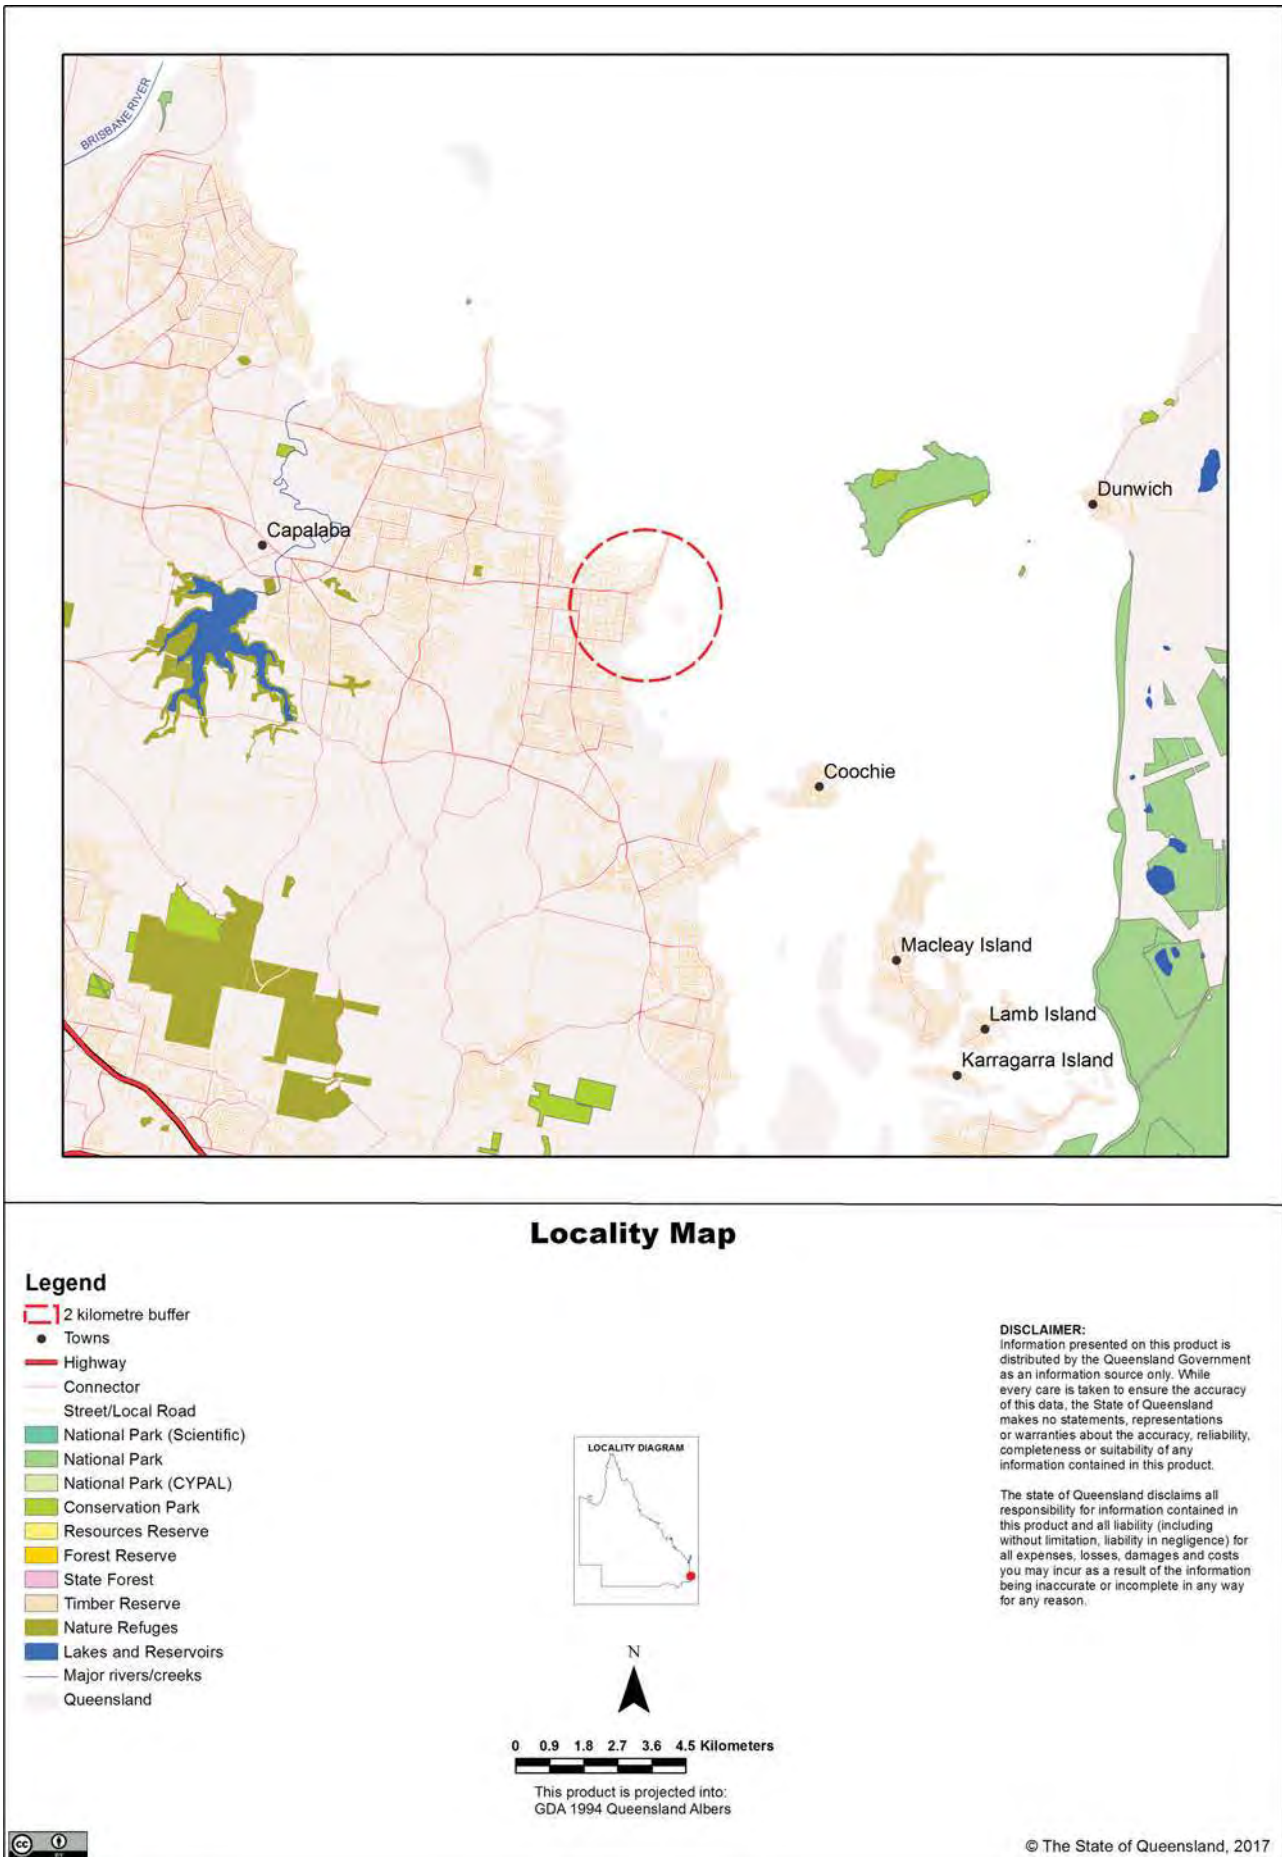 BRISBANE RIVER
Dunwich
Capalaba
Coochie
Macleay Island
Lamb Island
Karragarra Island
Locality Map
Legend
2 kilometre buffer
Towns
Highway
Connector
Street/Local Road
National Park (Scientific)
National Park
National Park (CYPAL)
Conservation Park
Resources Reserve
Forest Reserve
State Forest
Timber Reserve
Nature Refuges
Lakes and Reservoirs
Major rivers/creeks
Queensland
LOCALITY DIAGRAM
N
0 0.9 1.8 2.7 3.6 4.5 Kilometers
This product is projected into:
GDA 1994 Queensland Albers
DISCLAIMER:
Information presented on this product is
distributed by the Queensland Government
as an information source only. While
every care is taken to ensure the accuracy
of this data, the State of Queensland
makes no statements, representations
or warranties about the accuracy, reliability,
completeness or suitability of any
information contained in this product.
The state of Queensland disclaims all
responsibility for information contained in
this product and all liability (including
without limitation, liability in negligence) for
all expenses, losses, damages and costs
you may incur as a result of the information
being inaccurate or incomplete in any way
for any reason.
cc
BY
© The State of Queensland, 2017